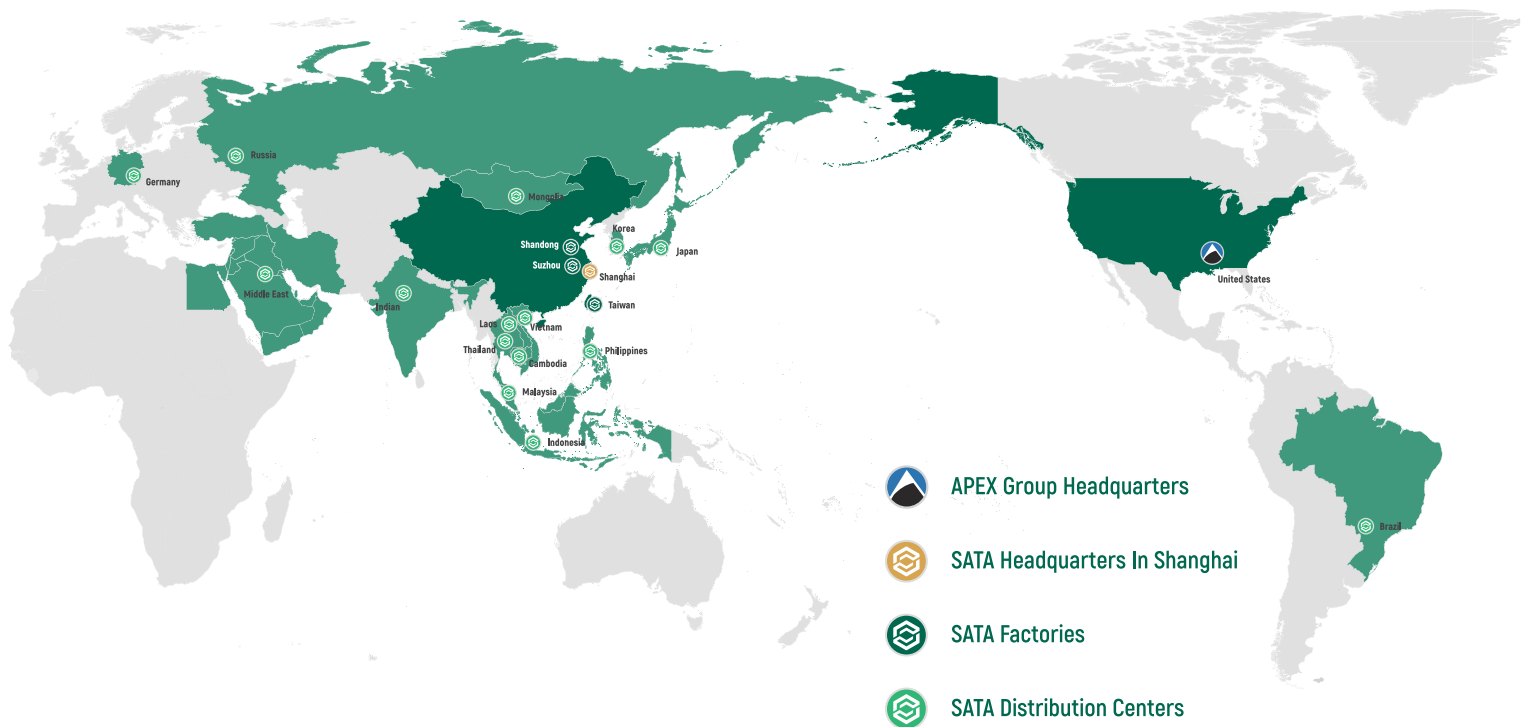 Russia
Germany
Mongolia
Korea
Shandong
Japan
Suzhou
Shanghai
Middle East
Indian
Taiwan
United States
Laos
Vietnam
Thailand
Philippines
Cambodia
Malaysia
Indonesia
APEX Group Headquarters
Brazil
SATA Headquarters In Shanghai
SATA Factories
SATA Distribution Centers